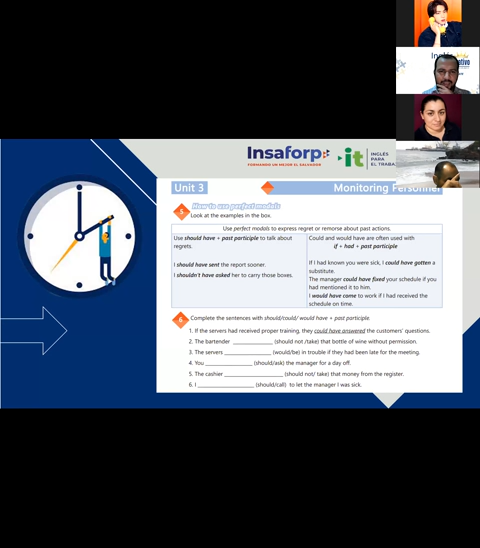 Insaforp
FORMANDO UN MEJOR EL SALVADOR
it
INGLÉS
PARA
EL TRABA
Inglés
Unit 3
Monitoring Personnel
5
How to use perfect modals
Look at the examples in the box.
Use perfect modals to express regret or remorse about past actions.
Use should have + past participle to talk about
regrets.
I should have sent the report sooner.
I shouldn't have asked her to carry those boxes.
Could and would have are often used with
if + had + past participle
If I had known you were sick, I could have gotten a
substitute.
The manager could have fixed your schedule if you
had mentioned it to him.
I would have come to work if I had received the
schedule on time.
6
Complete the sentences with should/could/ would have + past participle.
1. If the servers had received proper training, they could have answered the customers' questions.
2. The bartender ______________ (should not /take) that bottle of wine without permission.
3. The servers ________________ (would/be) in trouble if they had been late for the meeting.
4. You ________________ (should/ask) the manager for a day off.
5. The cashier ____________________ (should not/ take) that money from the register.
6. I ___________________ (should/call) to let the manager I was sick.